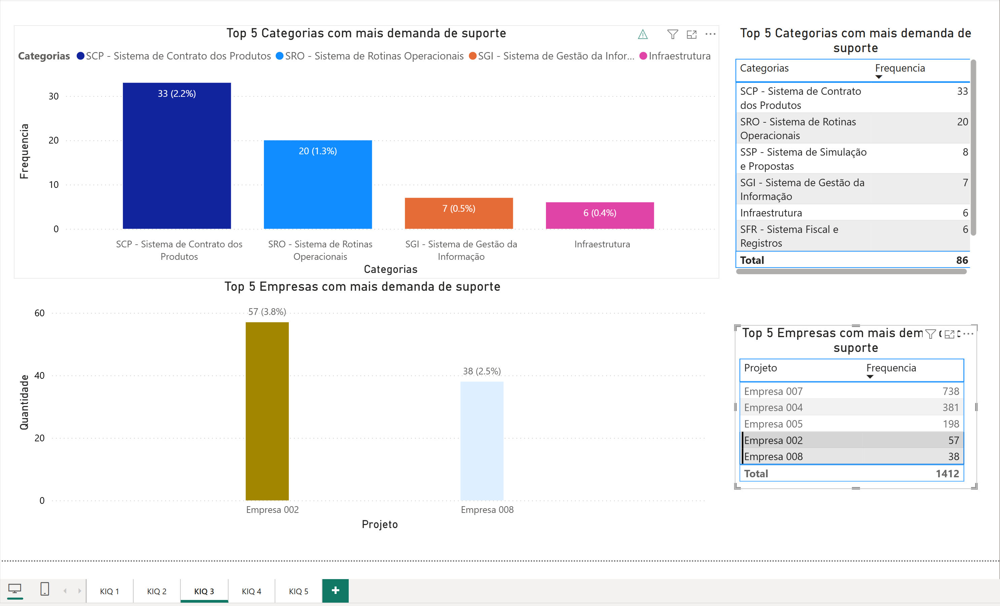 Top 5 Categorias com mais demanda de suporte
Categorias SCP - Sistema de Contrato dos Produtos SRO - Sistema de Rotinas Operacionais SGI - Sistema de Gestão da Infor... Infraestrutura
Frequencia
30
20
10
0
33 (2.2%)
20 (1.3%)
7 (0.5%)
6 (0.4%)
SCP - Sistema de Contrato dos
Produtos
SRO - Sistema de Rotinas
Operacionais
SGI - Sistema de Gestão da
Informação
Infraestrutura
Categorias
Top 5 Categorias com mais demanda de
suporte
Categorias Frequencia
SCP - Sistema de Contrato 33
dos Produtos
SRO - Sistema de Rotinas 20
Operacionais
SSP - Sistema de Simulação 8
e Propostas
SGI - Sistema de Gestão da 7
Informação
Infraestrutura 6
SFR - Sistema Fiscal e 6
Registros
Total 86
Top 5 Empresas com mais demanda de suporte
Quantidade
60
40
20
0
57 (3.8%)
38 (2.5%)
Empresa 002
Empresa 008
Projeto
Top 5 Empresas com mais dem
suporte
Projeto Frequencia
Empresa 007 738
Empresa 004 381
Empresa 005 198
Empresa 002 57
Empresa 008 38
Total 1412
KIQ 1 KIQ 2 KIQ 3 KIQ 4 KIQ 5 +